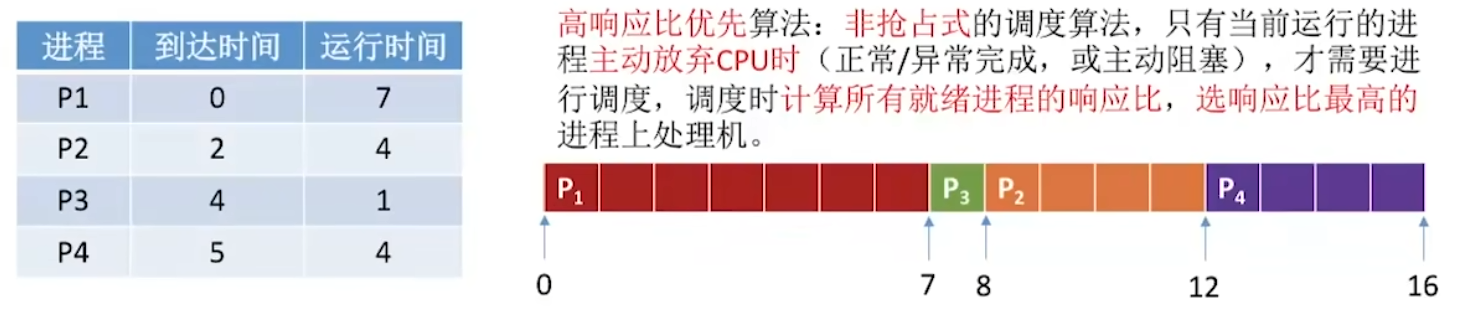 进程 到达时间 运行时间
P1 0 7
P2 2 4
P3 4 1
P4 5 4
高响应比优先算法：非抢占式的调度算法，只有当前运行的进
程主动放弃CPU时（正常/异常完成，或主动阻塞），才需要进
行调度，调度时计算所有就绪进程的响应比，选响应比最高的
进程上处理机。
P₁ P₃ P₂ P₄
0 7 8 12 16